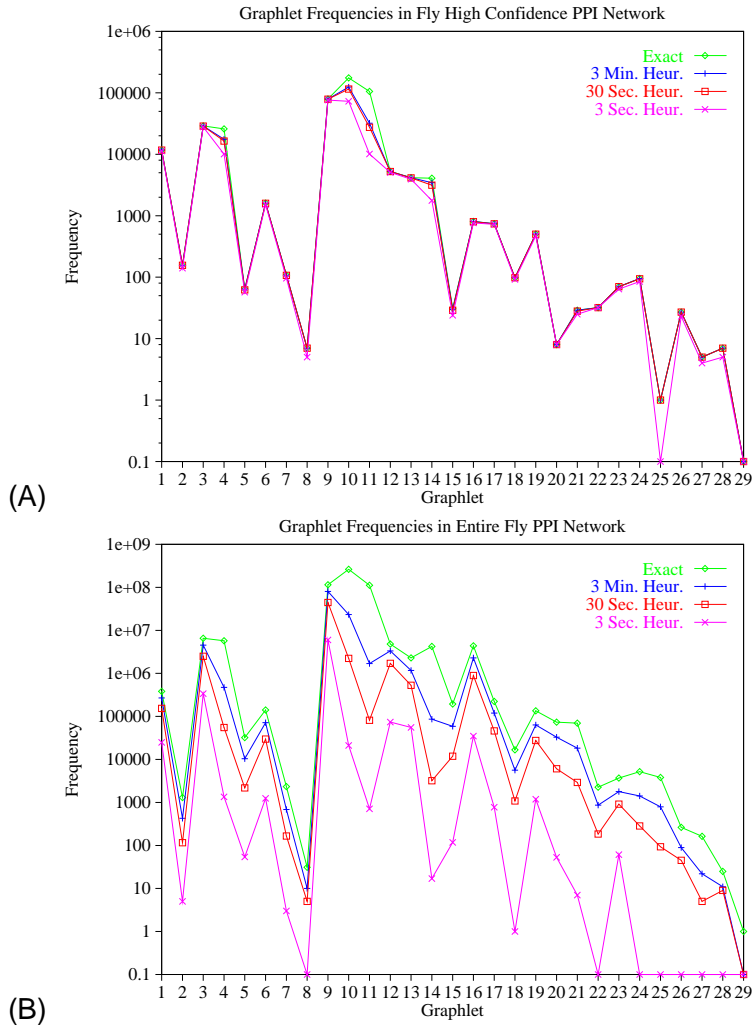 Graphlet Frequencies in Fly High Confidence PPI Network
1e+06
100000
10000
1000
100
10
1
0.1
Frequency
Exact
3 Min. Heur.
30 Sec. Heur.
3 Sec. Heur.
1 2 3 4 5 6 7 8 9 10 11 12 13 14 15 16 17 18 19 20 21 22 23 24 25 26 27 28 29
Graphlet
(A)
Graphlet Frequencies in Entire Fly PPI Network
1e+09
1e+08
1e+07
1e+06
100000
10000
1000
100
10
1
0.1
Frequency
Exact
3 Min. Heur.
30 Sec. Heur.
3 Sec. Heur.
1 2 3 4 5 6 7 8 9 10 11 12 13 14 15 16 17 18 19 20 21 22 23 24 25 26 27 28 29
Graphlet
(B)